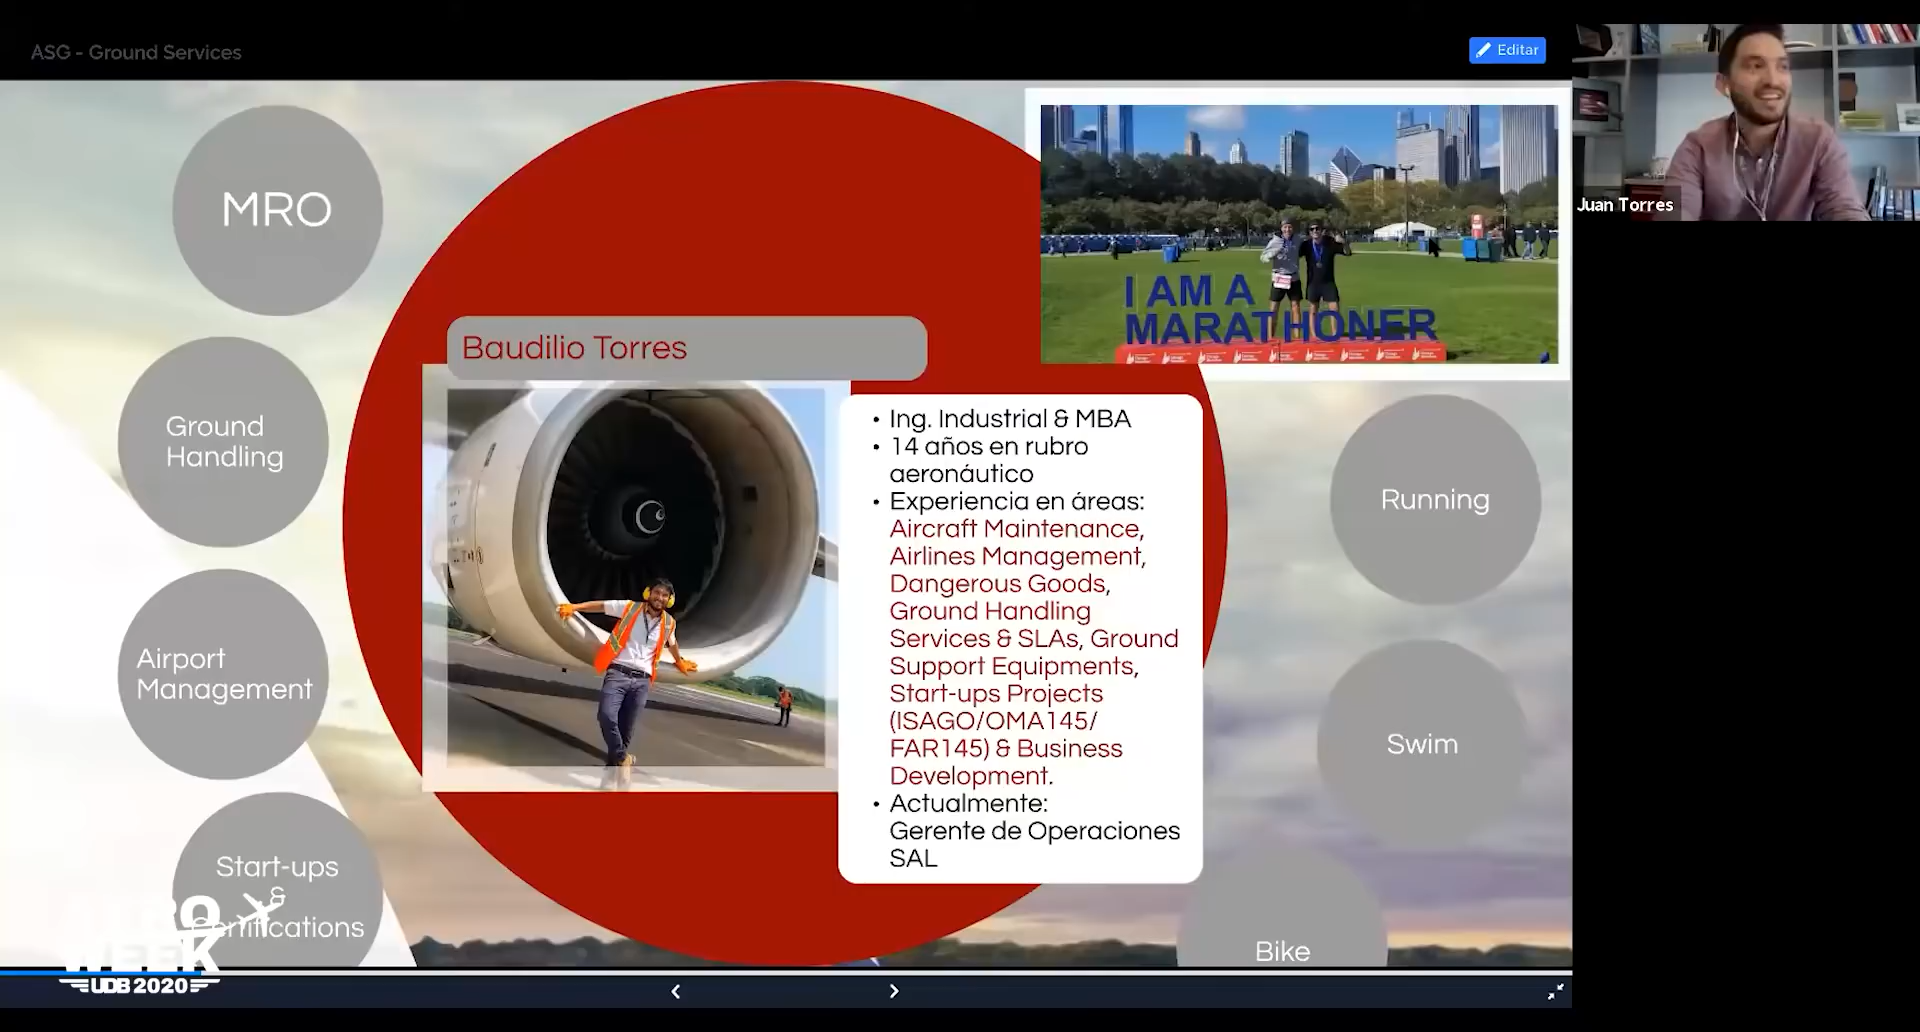 ASG - Ground Services
Editar
Juan Torres
MRO
Ground
Handling
Airport
Management
Start-ups
&
Certifications
Baudilio Torres
I AM A
MARATHONER
• Ing. Industrial & MBA
• 14 años en rubro
aeronáutico
• Experiencia en áreas:
Aircraft Maintenance,
Airlines Management,
Dangerous Goods,
Ground Handling
Services & SLAs, Ground
Support Equipments,
Start-ups Projects
(ISAGO/OMA145/
FAR145) & Business
Development.
• Actualmente:
Gerente de Operaciones
SAL
Running
Swim
Bike
WEEK
UDB 2020